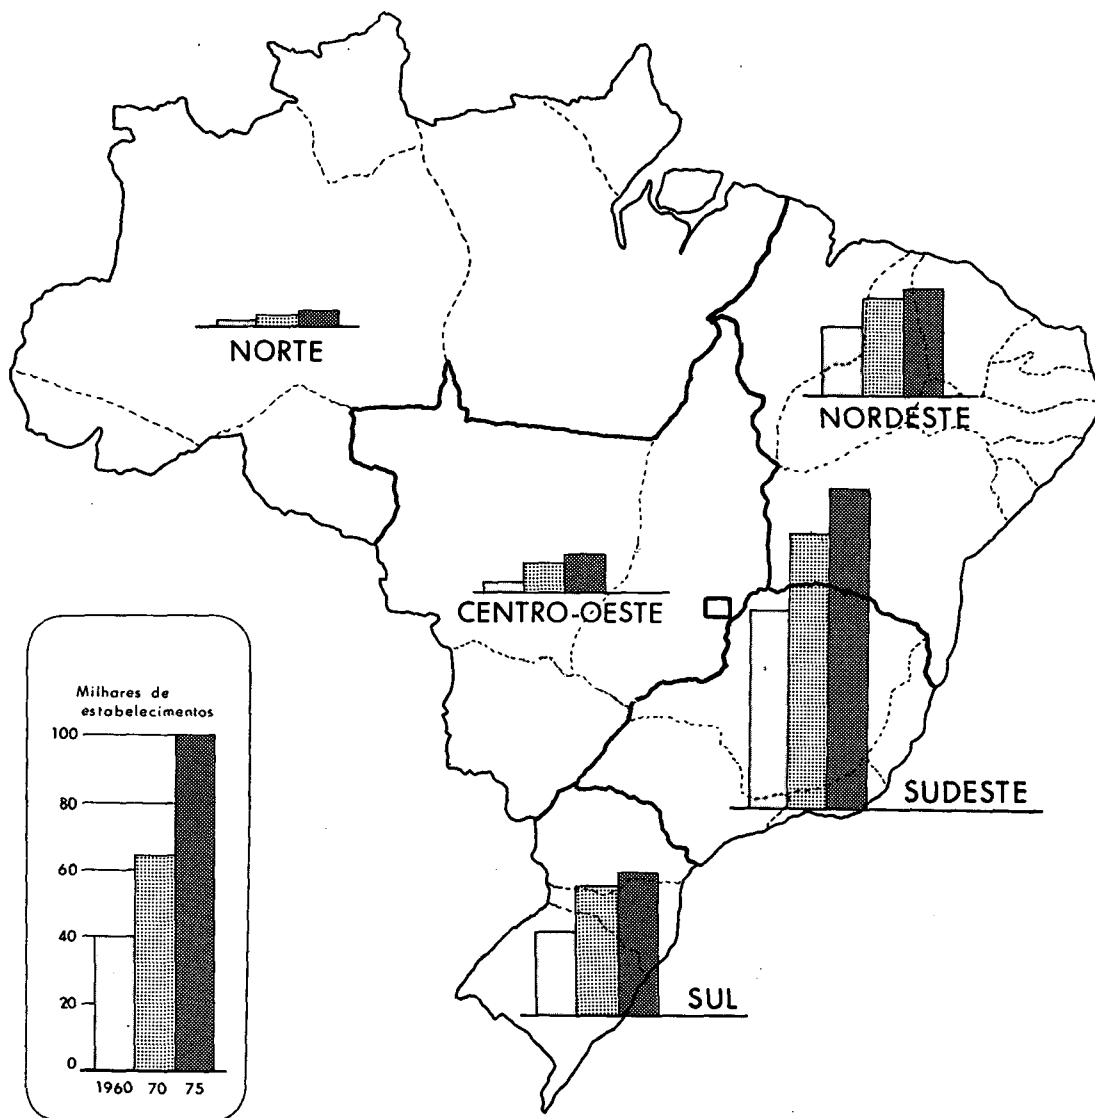 NORTE
NORDESTE
CENTRO-OESTE
SUDESTE
SUL
Milhares de
estabelecimentos
100
80
60
40
20
0
1960 70 75